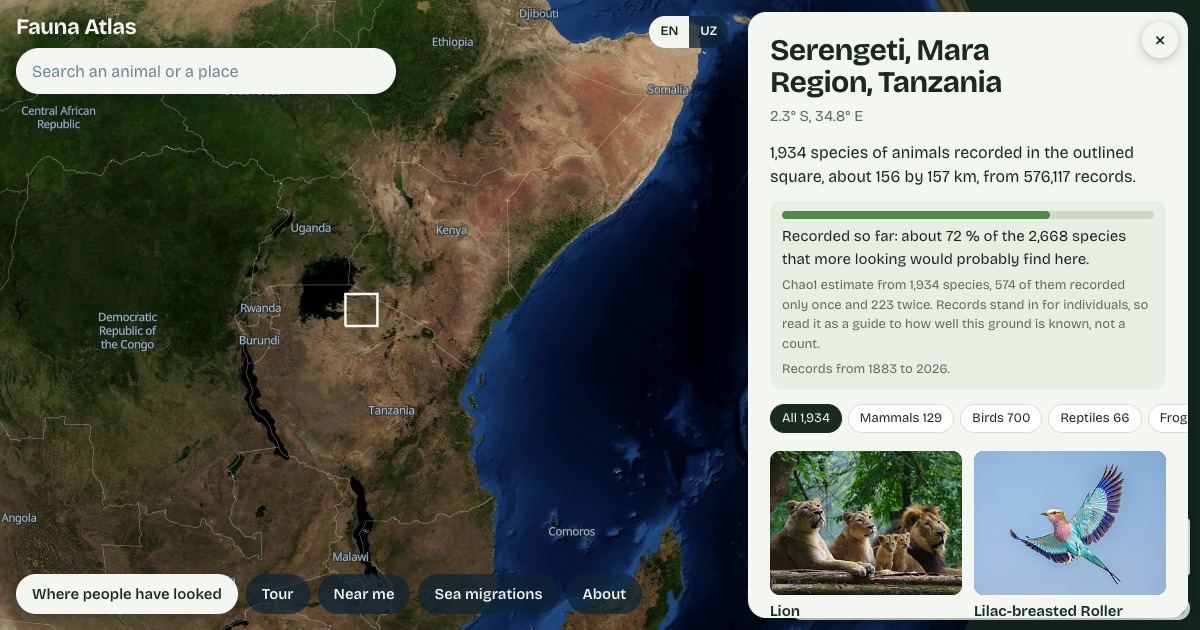 Fauna Atlas
Search an animal or a place
EN
UZ
Djibouti
Ethiopia
Somalia
Central African
Republic
Uganda
Kenya
Rwanda
Burundi
Democratic
Republic of
the Congo
Tanzania
Angola
Comoros
Malawi
Where people have looked
Tour
Near me
Sea migrations
About
Serengeti, Mara
Region, Tanzania
×
2.3° S, 34.8° E
1,934 species of animals recorded in the outlined
square, about 156 by 157 km, from 576,117 records.
Recorded so far: about 72 % of the 2,668 species
that more looking would probably find here.
Chao1 estimate from 1,934 species, 574 of them recorded
only once and 223 twice. Records stand in for individuals, so
read it as a guide to how well this ground is known, not a
count.
Records from 1883 to 2026.
All 1,934
Mammals 129
Birds 700
Reptiles 66
Frog
Lion
Lilac-breasted Roller